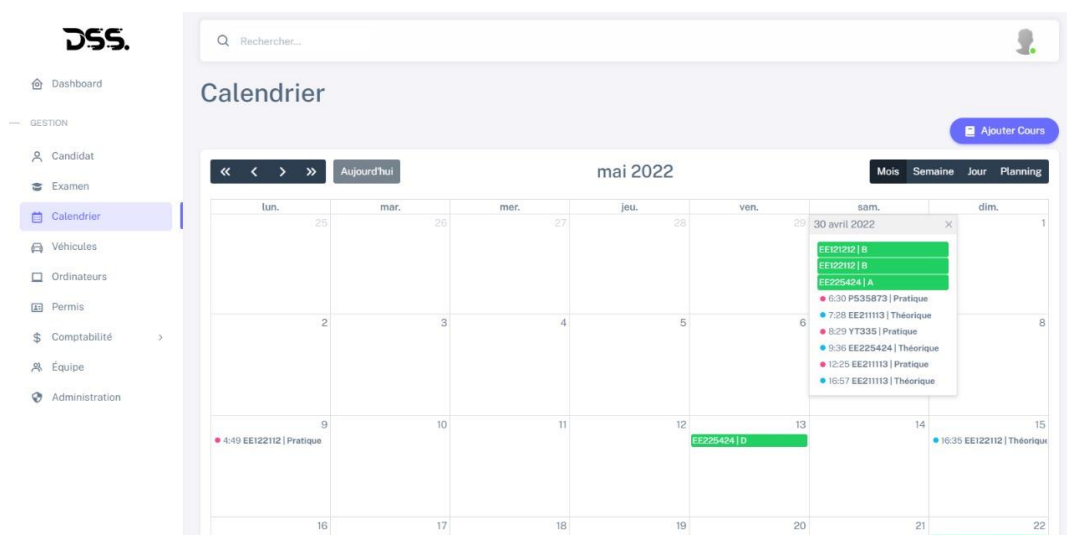 DSS.
Rechercher...
Dashboard
GESTION
Candidat
Examen
Calendrier
Véhicules
Ordinateurs
Permis
Comptabilité
Équipe
Administration
Calendrier
Ajouter Cours
Aujourd'hui
mai 2022
Mois Semaine Jour Planning
lun. mar. mer. jeu. ven. sam. dim.
25 26 27 28 29 1
30 avril 2022
EE121212 | B
EE122112 | B
EE225424 | A
6:30 P535873 | Pratique
7:28 EE211113 | Théorique
8:29 YT335 | Pratique
9:36 EE225424 | Théorique
12:25 EE211113 | Pratique
16:57 EE211113 | Théorique
2 3 4 5 6 8
9 10 11 12 13 14 15
4:49 EE122112 | Pratique
EE225424 | D
16:35 EE122112 | Théorique
16 17 18 19 20 21 22